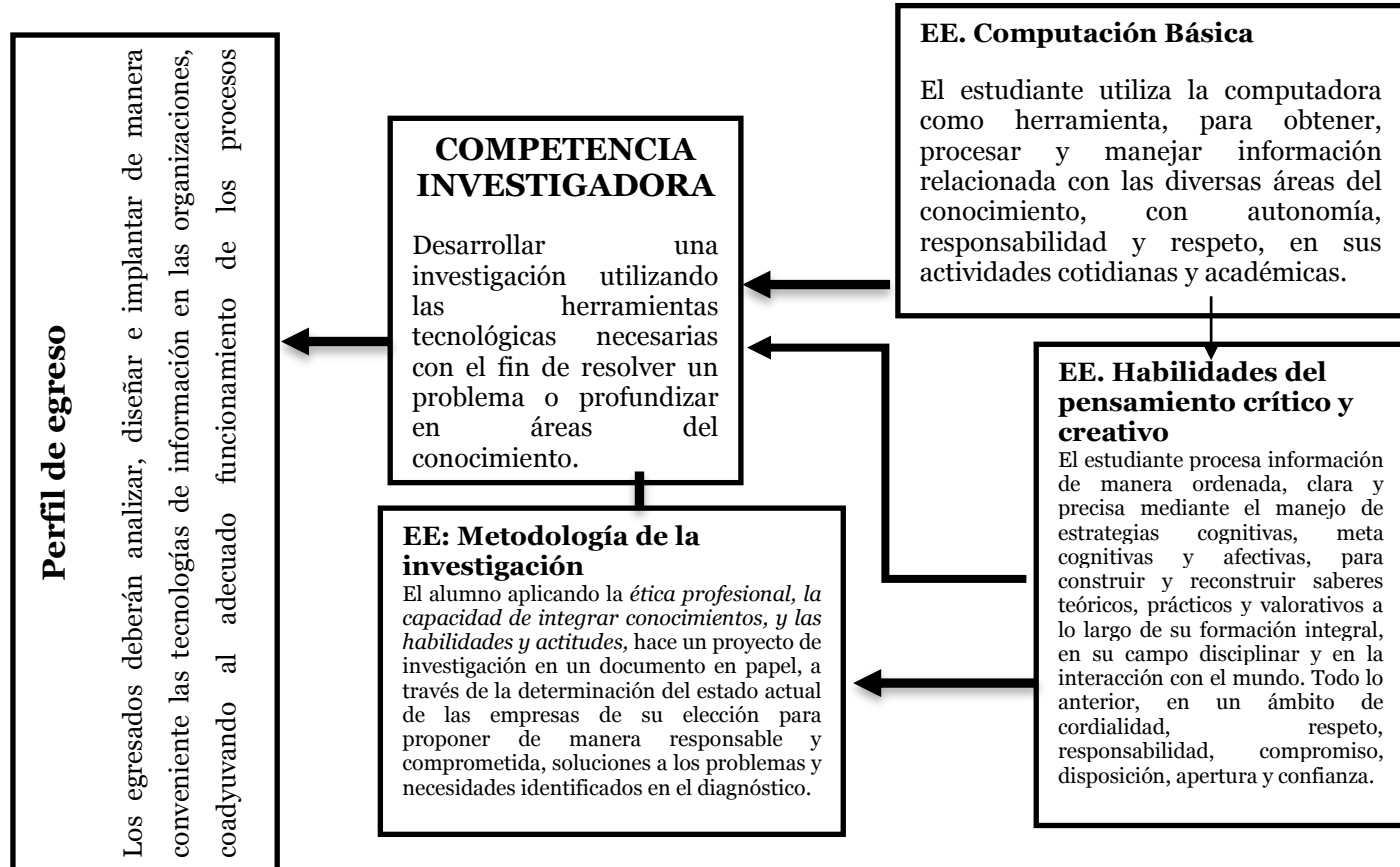 Perfil de egreso
Los egresados deberán analizar, diseñar e implantar de manera
conveniente las tecnologías de información en las organizaciones,
coadyuvando al adecuado funcionamiento de los procesos
COMPETENCIA
INVESTIGADORA
Desarrollar una
investigación utilizando
las herramientas
tecnológicas necesarias
con el fin de resolver un
problema o profundizar
en áreas del
conocimiento.
EE: Metodología de la
investigación
El alumno aplicando la ética profesional, la
capacidad de integrar conocimientos, y las
habilidades y actitudes, hace un proyecto de
investigación en un documento en papel, a
través de la determinación del estado actual
de las empresas de su elección para
proponer de manera responsable y
comprometida, soluciones a los problemas y
necesidades identificados en el diagnóstico.
EE. Computación Básica
El estudiante utiliza la computadora
como herramienta, para obtener,
procesar y manejar información
relacionada con las diversas áreas del
conocimiento, con autonomía,
responsabilidad y respeto, en sus
actividades cotidianas y académicas.
EE. Habilidades del
pensamiento crítico y
creativo
El estudiante procesa información
de manera ordenada, clara y
precisa mediante el manejo de
estrategias cognitivas, meta
cognitivas y afectivas, para
construir y reconstruir saberes
teóricos, prácticos y valorativos a
lo largo de su formación integral,
en su campo disciplinar y en la
interacción con el mundo. Todo lo
anterior, en un ámbito de
cordialidad, respeto,
responsabilidad, compromiso,
disposición, apertura y confianza.